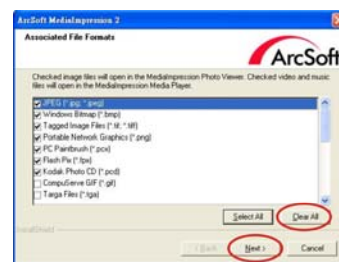 ArcSoft MediaImpression 2
Associated File Formats
ArcSoft
Checked image files will open in the MediaImpression Photo Viewer. Checked video and music
files will open in the MediaImpression Media Player.
JPEG (*.jpg; *.jpeg)
Windows Bitmap (*.bmp)
Tagged Image Files (*.tif; *.tiff)
Portable Network Graphics (*.png)
PC Paintbrush (*.pcx)
Flash Pix (*.fpx)
Kodak Photo CD (*.pcd)
CompuServe GIF (*.gif)
Targa Files (*.tga)
Select All
Clear All
InstallShield
< Back
Next >
Cancel